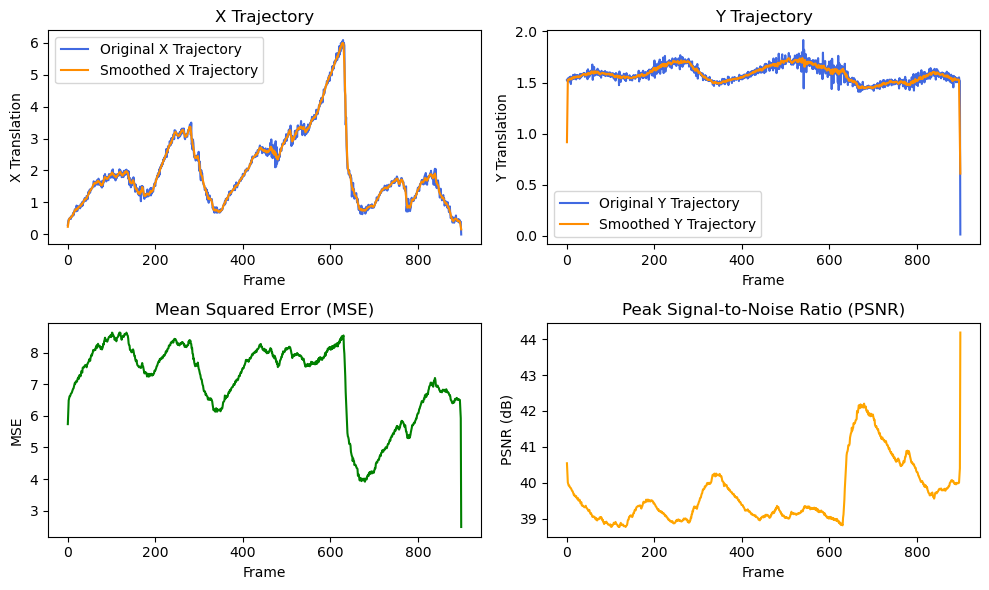 X Trajectory
X Translation
6
5
4
3
2
1
0
Original X Trajectory
Smoothed X Trajectory
0 200 400 600 800
Frame
Y Trajectory
Y Translation
2.0
1.5
1.0
0.5
0.0
Original Y Trajectory
Smoothed Y Trajectory
0 200 400 600 800
Frame
Mean Squared Error (MSE)
MSE
8
7
6
5
4
3
0 200 400 600 800
Frame
Peak Signal-to-Noise Ratio (PSNR)
PSNR (dB)
44
43
42
41
40
39
0 200 400 600 800
Frame